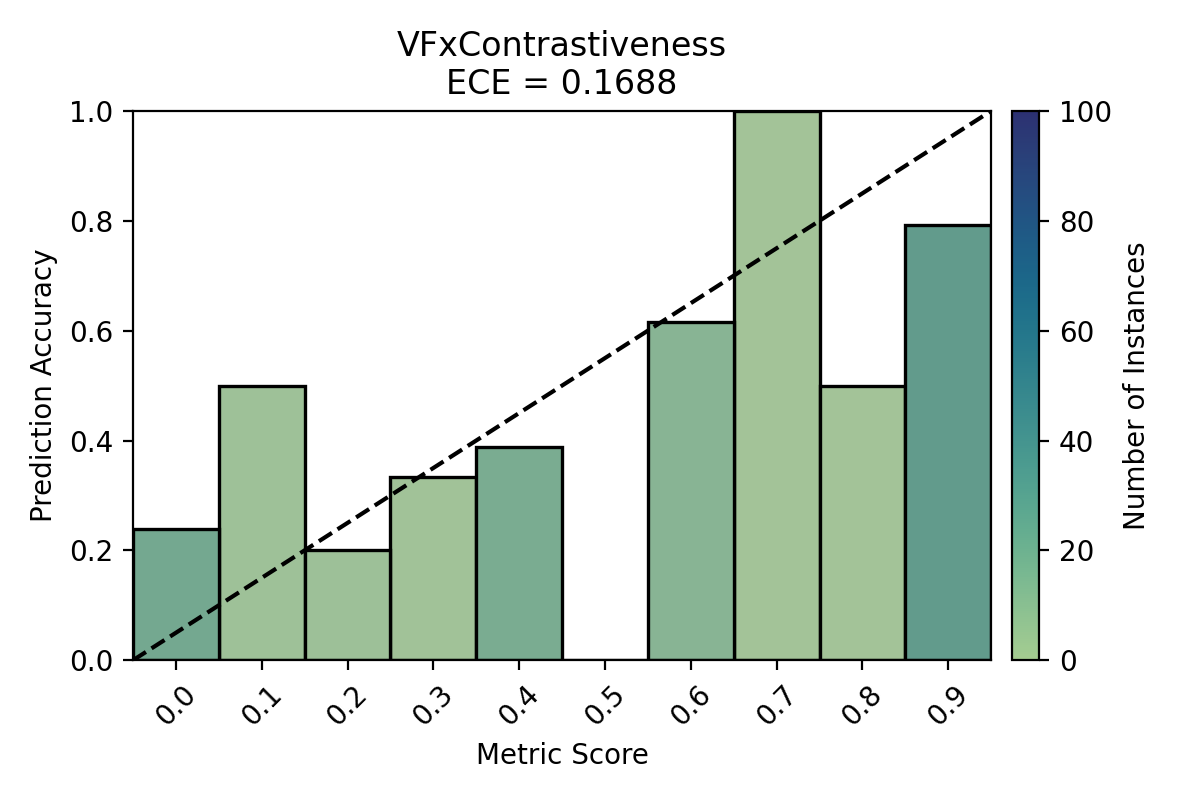 VFxContrastiveness
ECE = 0.1688
Prediction Accuracy
1.0
0.8
0.6
0.4
0.2
0.0
0.0 0.1 0.2 0.3 0.4 0.5 0.6 0.7 0.8 0.9
Metric Score
100
80
60
40
20
0
Number of Instances